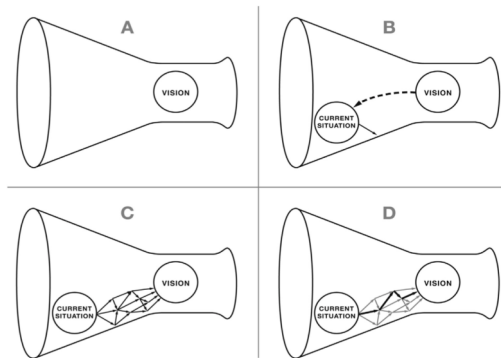 A
VISION
B
VISION
CURRENT
SITUATION
C
VISION
CURRENT
SITUATION
D
VISION
CURRENT
SITUATION